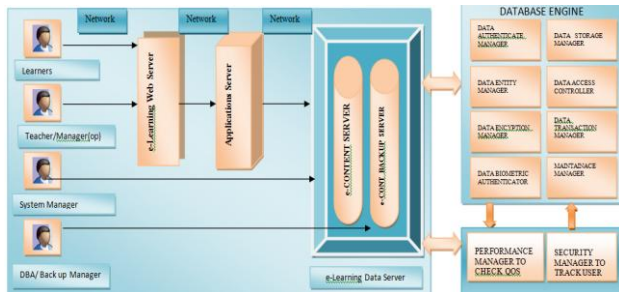 Network
Network
Network
Learners
Teacher/Manager(op)
System Manager
DBA/ Back up Manager
e-Learning Web Server
Applications Server
e-CONTENT SERVER
e-CONT BACKUP SERVER
e-Learning Data Server
DATABASE ENGINE
DATA
AUTHENTICATE
MANAGER
DATA STORAGE
MANAGER
DATA ENTITY
MANAGER
DATA ACCESS
CONTROLLER
DATA ENCYPTION
MANAGER
DATA
TRANSACTION
MANAGER
DATA BIOMETRIC
AUTHENTICATOR
MAINTAINACE
MANAGER
PERFORMANCE
MANAGER TO
CHECK QOS
SECURITY
MANAGER TO
TRACK USER